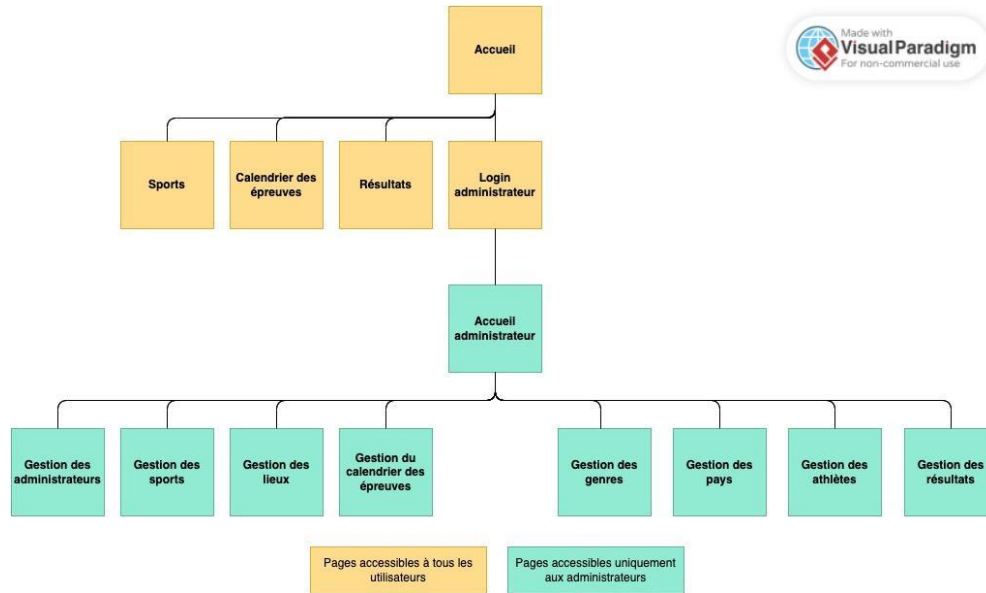 Accueil
Made with
VisualParadigm
For non-commercial use
Sports
Calendrier des
épreuves
Résultats
Login
administrateur
Accueil
administrateur
Gestion des
administrateurs
Gestion des
sports
Gestion des
lieux
Gestion du
calendrier des
épreuves
Gestion des
genres
Gestion des
pays
Gestion des
athlètes
Gestion des
résultats
Pages accessibles à tous les
utilisateurs
Pages accessibles uniquement
aux administrateurs